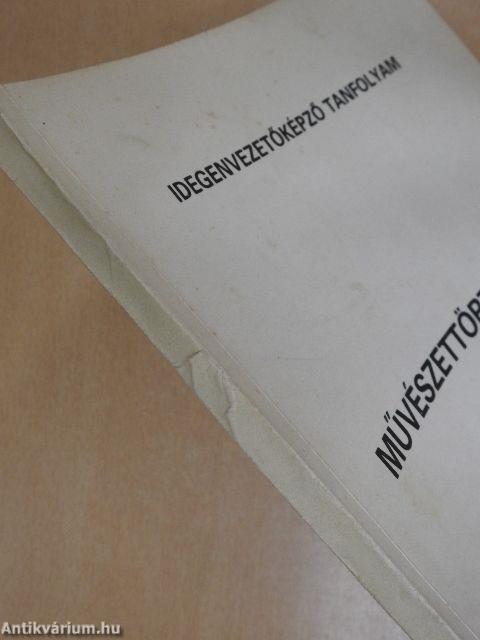 IDEGENVEZETŐKÉPZŐ TANFOLYAM
Antikvárium.hu